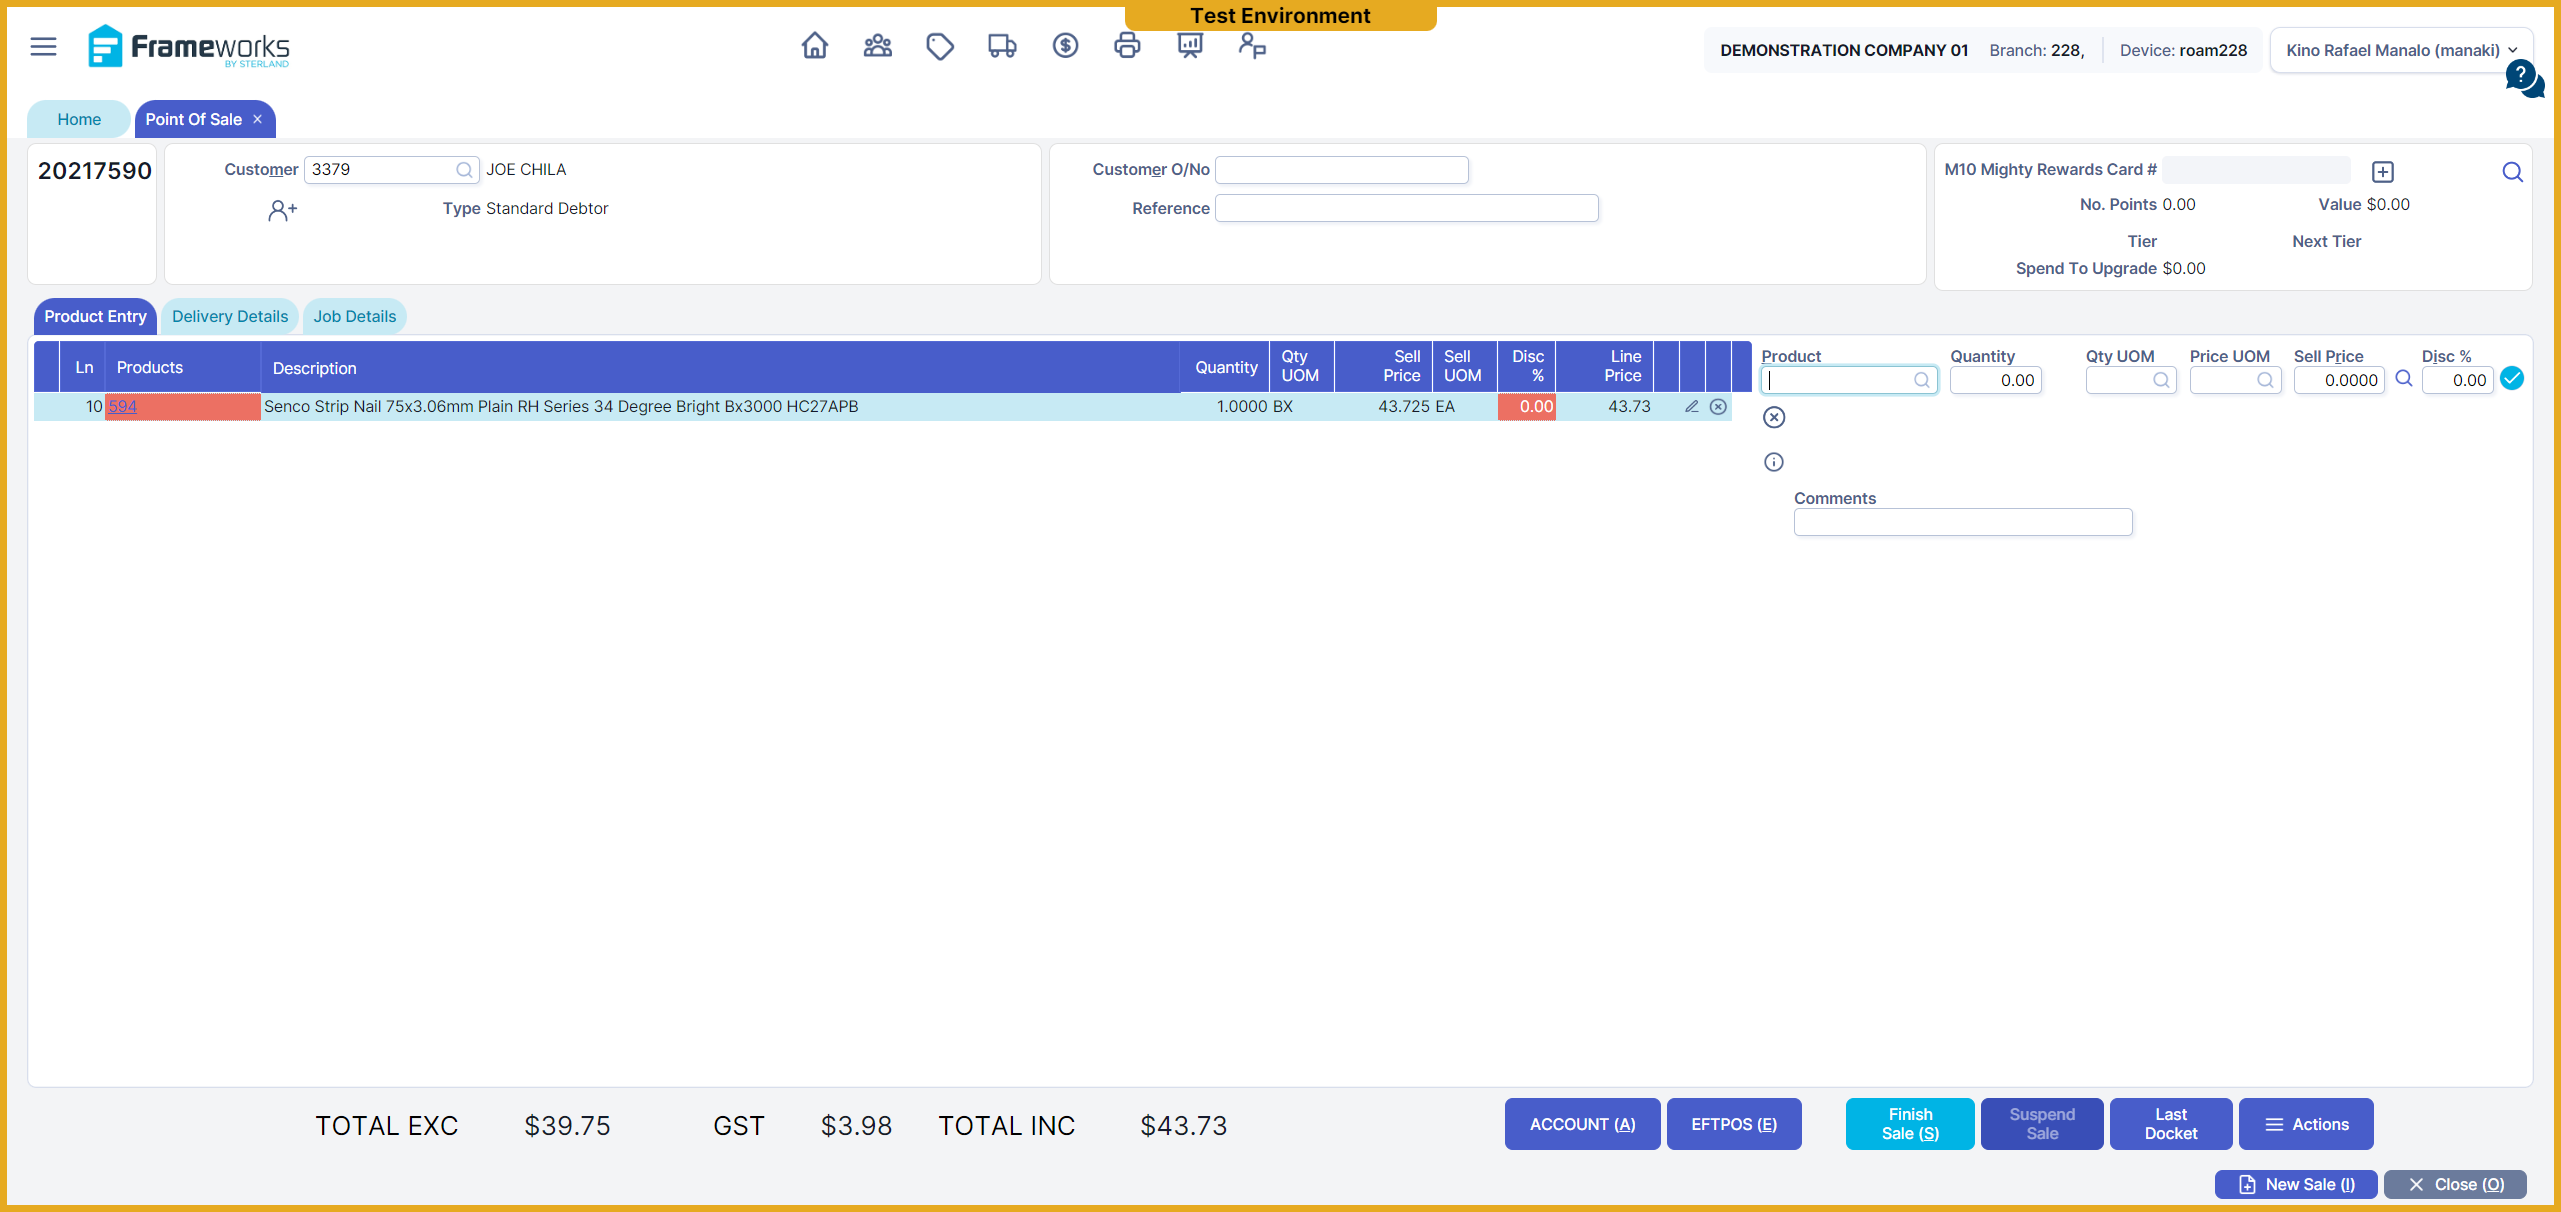 Test Environment
Frameworks
BY STERLAND
DEMONSTRATION COMPANY 01 Branch: 228, Device: roam228 Kino Rafael Manalo (manaki)
?
Home Point Of Sale ×
20217590 Customer 3379 JOE CHILA Customer O/No M10 Mighty Rewards Card #
Type Standard Debtor Reference No. Points 0.00 Value $0.00
Tier Next Tier
Spend To Upgrade $0.00
Product Entry Delivery Details Job Details
Ln Products Description Quantity Qty UOM Sell Price Sell UOM Disc % Line Price Product Quantity Qty UOM Price UOM Sell Price Disc %
0.00 0.0000 0.00
10 594 Senco Strip Nail 75x3.06mm Plain RH Series 34 Degree Bright Bx3000 HC27APB 1.0000 BX 43.725 EA 0.00 43.73
Comments
TOTAL EXC $39.75 GST $3.98 TOTAL INC $43.73 ACCOUNT (A) EFTPOS (E) Finish Sale (S) Suspend Sale Last Docket Actions
New Sale (I) Close (O)